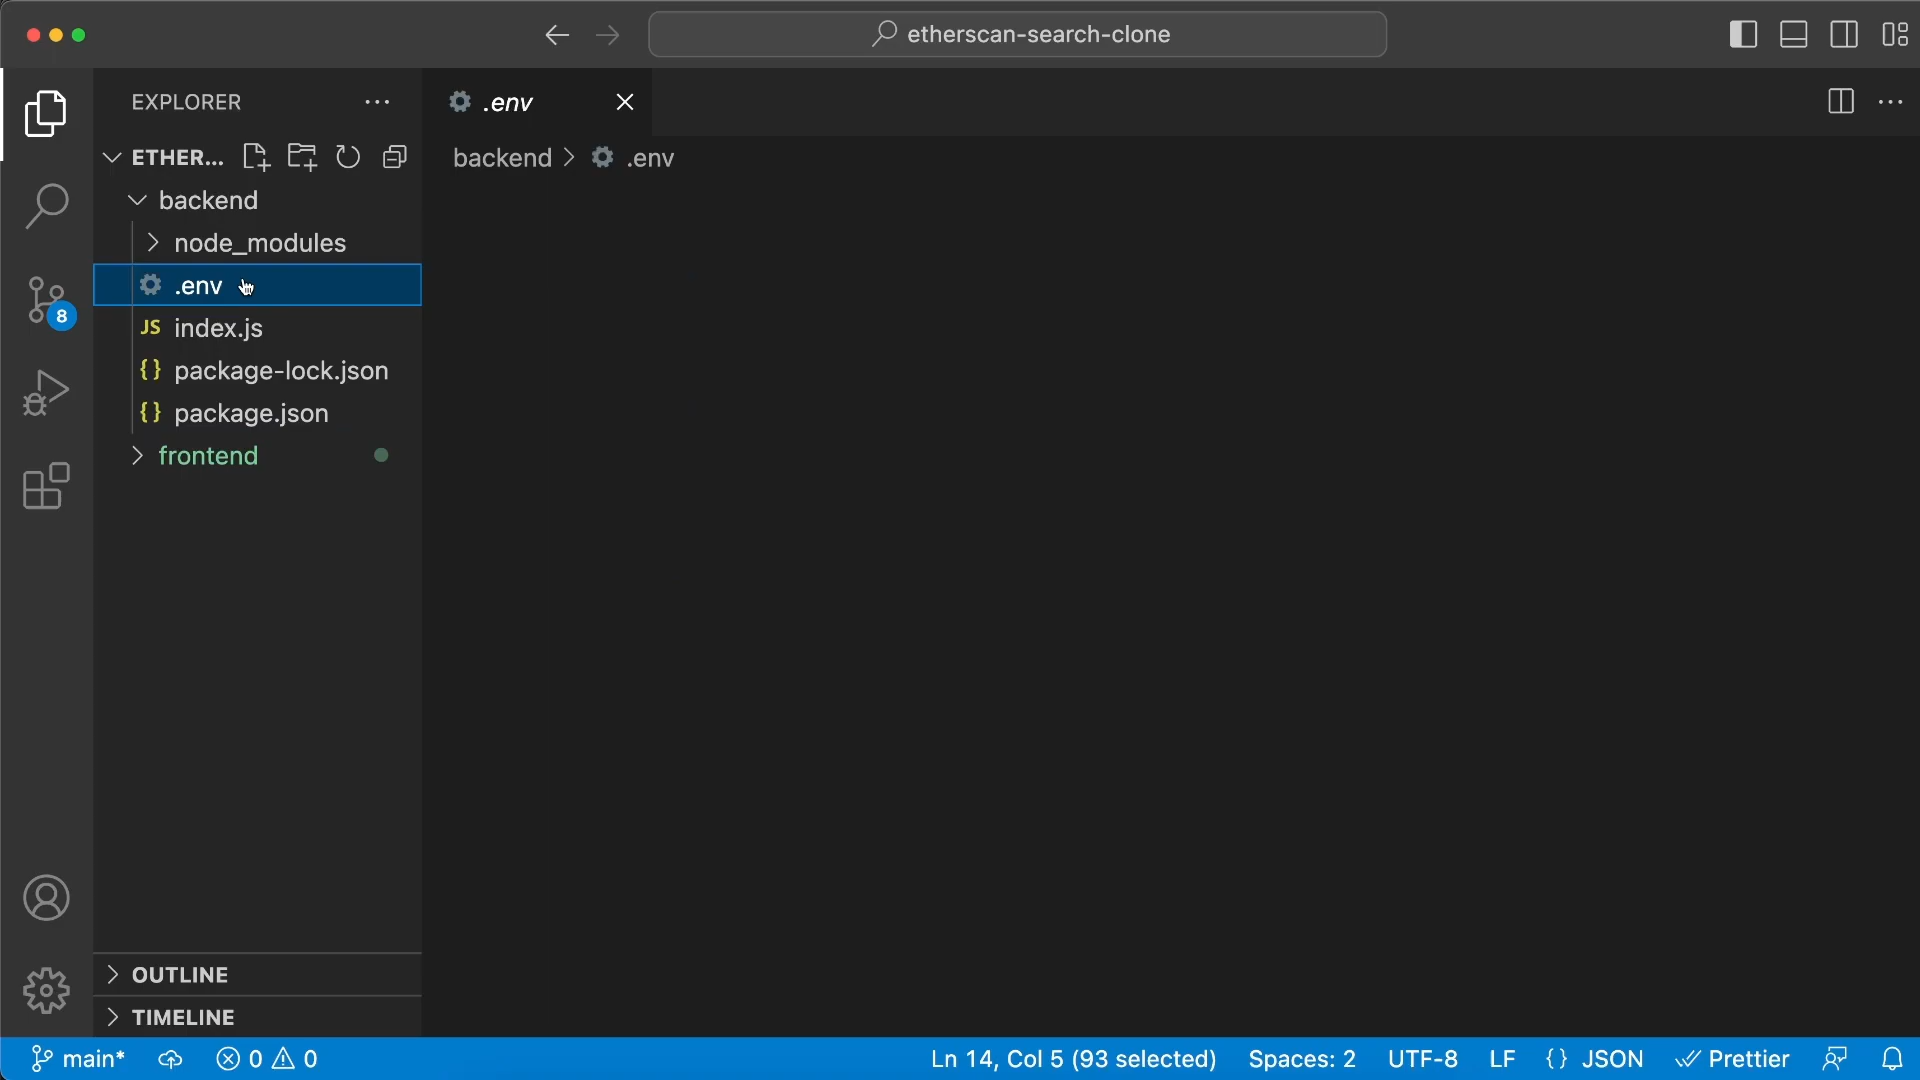 etherscan-search-clone
EXPLORER
.env
ETHER...
backend > .env
backend
node_modules
.env
JS index.js
{} package-lock.json
{} package.json
frontend
8
OUTLINE
TIMELINE
main* 0 0 Ln 14, Col 5 (93 selected) Spaces: 2 UTF-8 LF {} JSON Prettier